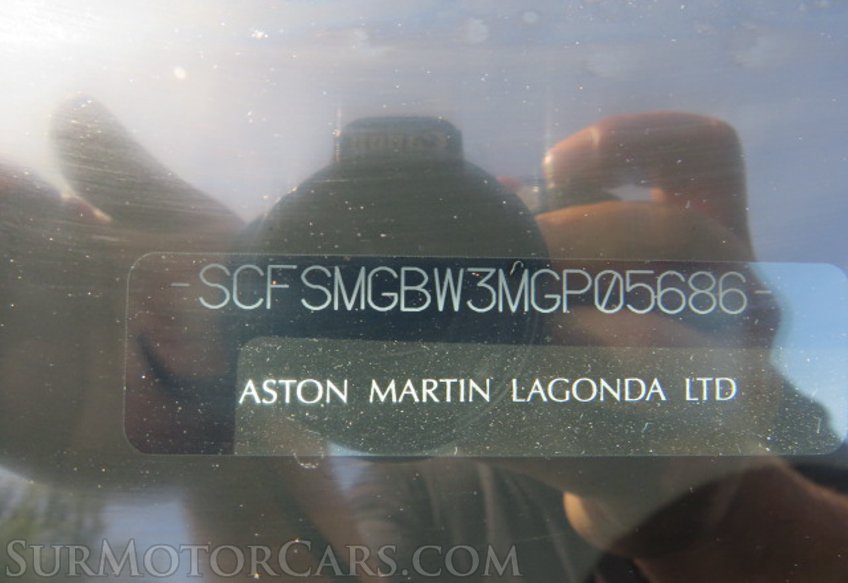 -SCFSMGBW3MGP05686-
ASTON MARTIN LAGONDA LTD
SURMOTORCARS.COM